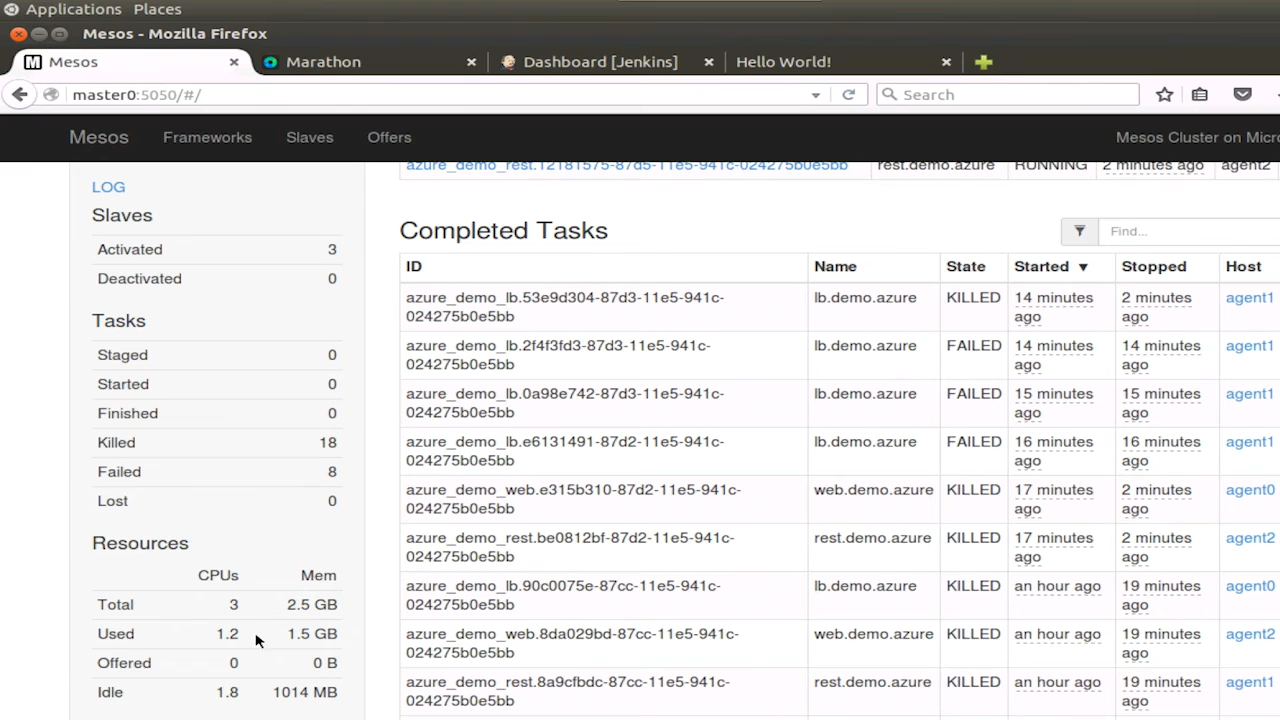 Applications Places
Mesos - Mozilla Firefox
Mesos Marathon Dashboard [Jenkins] Hello World!
master0:5050/#/ Search
Mesos Frameworks Slaves Offers Mesos Cluster on Micro
azure_demo_rest.12181575-87d5-11e5-941c-024275b0e5bb rest.demo.azure RUNNING 2 minutes ago agent2
LOG
Slaves
Activated 3
Deactivated 0
Tasks
Staged 0
Started 0
Finished 0
Killed 18
Failed 8
Lost 0
Resources
CPUs Mem
Total 3 2.5 GB
Used 1.2 1.5 GB
Offered 0 0 B
Idle 1.8 1014 MB
Completed Tasks Find...
ID Name State Started ▼ Stopped Host
azure_demo_lb.53e9d304-87d3-11e5-941c- lb.demo.azure KILLED 14 minutes 2 minutes agent1
024275b0e5bb ago ago
azure_demo_lb.2f4f3fd3-87d3-11e5-941c- lb.demo.azure FAILED 14 minutes 14 minutes agent1
024275b0e5bb ago ago
azure_demo_lb.0a98e742-87d3-11e5-941c- lb.demo.azure FAILED 15 minutes 15 minutes agent1
024275b0e5bb ago ago
azure_demo_lb.e6131491-87d2-11e5-941c- lb.demo.azure FAILED 16 minutes 16 minutes agent1
024275b0e5bb ago ago
azure_demo_web.e315b310-87d2-11e5-941c- web.demo.azure KILLED 17 minutes 2 minutes agent0
024275b0e5bb ago ago
azure_demo_rest.be0812bf-87d2-11e5-941c- rest.demo.azure KILLED 17 minutes 2 minutes agent2
024275b0e5bb ago ago
azure_demo_lb.90c0075e-87cc-11e5-941c- lb.demo.azure KILLED an hour ago 19 minutes agent0
024275b0e5bb ago
azure_demo_web.8da029bd-87cc-11e5-941c- web.demo.azure KILLED an hour ago 19 minutes agent2
024275b0e5bb ago
azure_demo_rest.8a9cfbdc-87cc-11e5-941c- rest.demo.azure KILLED an hour ago 19 minutes agent1
024275b0e5bb ago